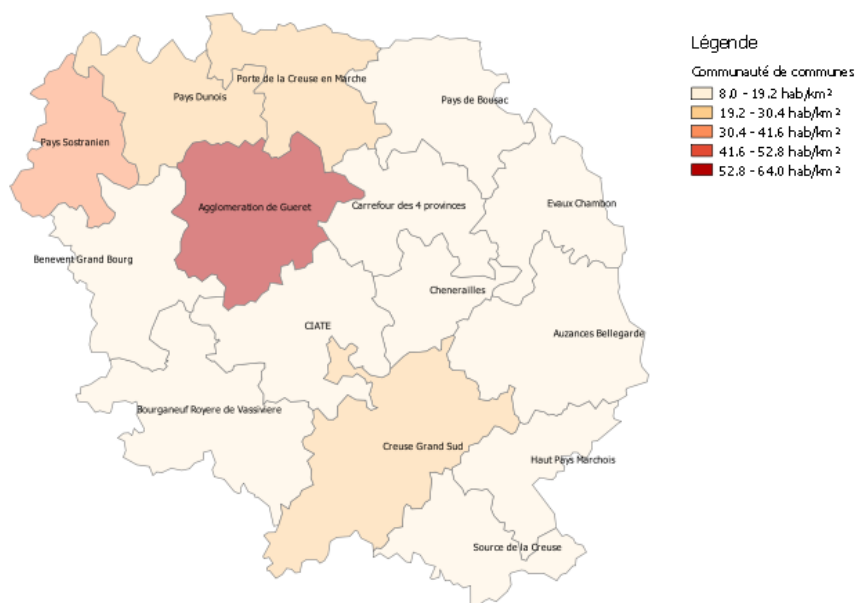 Légende
Communauté de communes
8.0 - 19.2 hab/km²
19.2 - 30.4 hab/km²
30.4 - 41.6 hab/km²
41.6 - 52.8 hab/km²
52.8 - 64.0 hab/km²
Porte de la Creuse en Marche
Pays Dunois
Pays de Bousac
Pays Sostranien
Agglomeration de Gueret
Carrefour des 4 provinces
Evaux Chambon
Benevent Grand Bourg
Chenerailles
CIATE
Auzances Bellegarde
Bourganeuf Royere de Vassiviere
Creuse Grand Sud
Haut Pays Marchois
Source de la Creuse